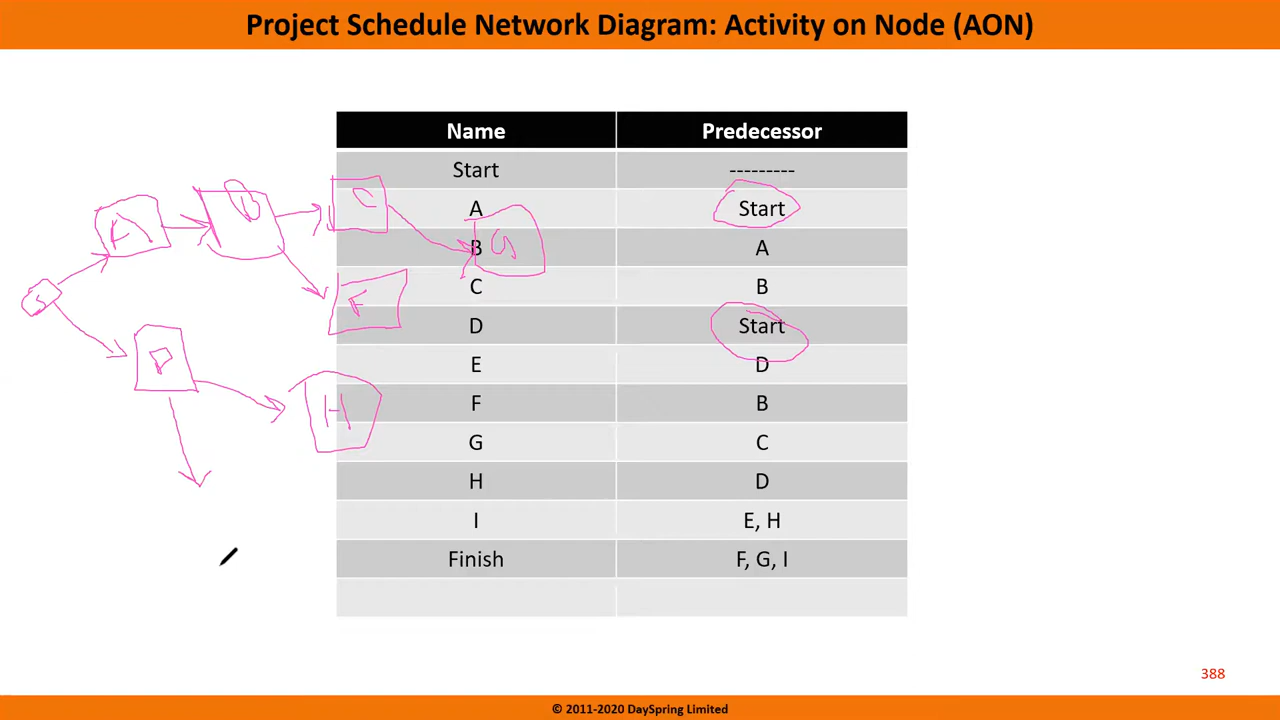 Project Schedule Network Diagram: Activity on Node (AON)
Name Predecessor
Start ---------
A Start
B A
C B
D Start
E D
F B
G C
H D
I E, H
Finish F, G, I
S
A
B
C
G
F
D
H
388
© 2011-2020 DaySpring Limited